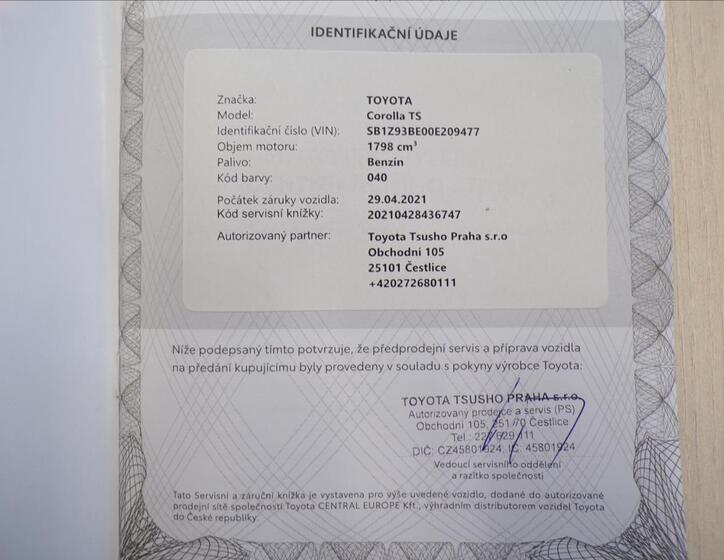 IDENTIFIKAČNÍ ÚDAJE
Značka: TOYOTA
Model: Corolla TS
Identifikační číslo (VIN): SB1Z93BE00E209477
Objem motoru: 1798 cm³
Palivo: Benzín
Kód barvy: 040
Počátek záruky vozidla: 29.04.2021
Kód servisní knížky: 20210428436747
Autorizovaný partner: Toyota Tsusho Praha s.r.o
Obchodní 105
25101 Čestlice
+420272680111
Níže podepsaný tímto potvrzuje, že předprodejní servis a příprava vozidla
na předání kupujícímu byly provedeny v souladu s pokyny výrobce Toyota:
TOYOTA TSUSHO PRAHA s.r.o.
Autorizovaný prodejce a servis (PS)
Obchodní 105, 251 Čestlice
Tel.:
DIČ: 45801924
Vedoucí servisního oddělení
a razítko společnosti
Tato Servisní a záruční knížka je vystavena pro výše uvedené vozidlo, dodané do autorizované
prodejní sítě společnosti Toyota CENTRAL EUROPE Kft., výhradním distributorem vozidel Toyota
do České republiky.